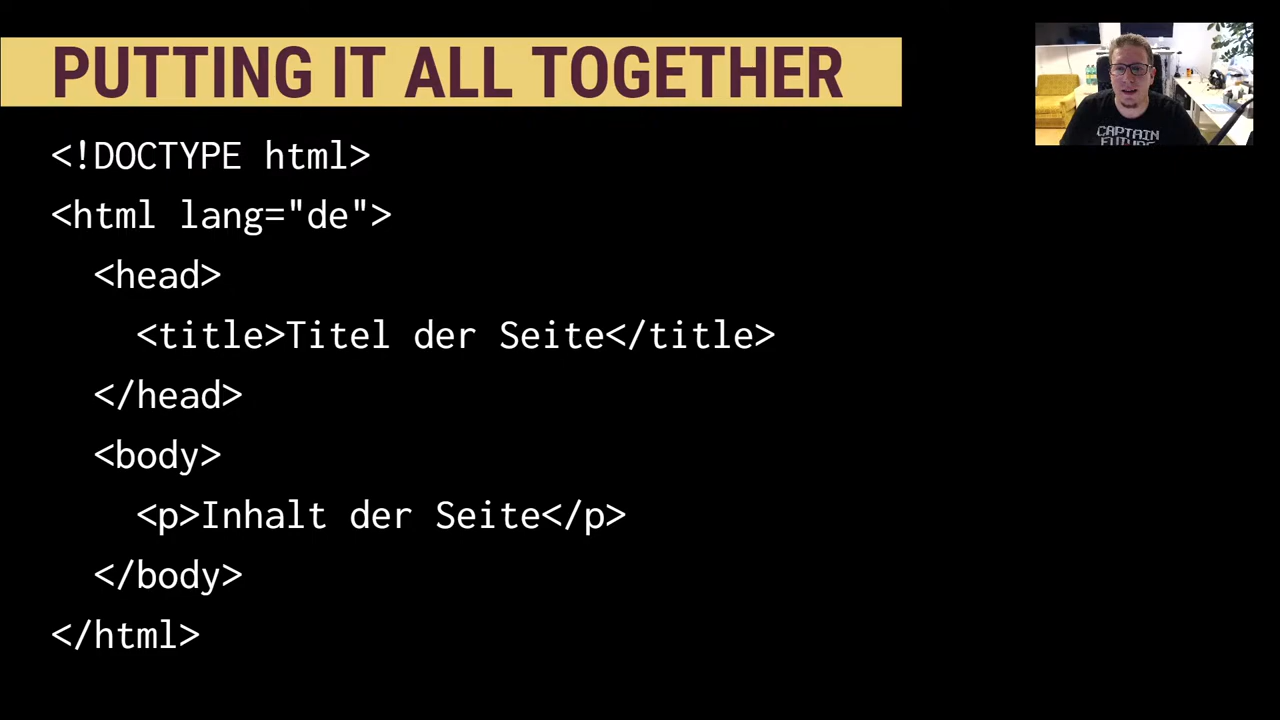 PUTTING IT ALL TOGETHER
<!DOCTYPE html>
<html lang="de">
<head>
<title>Titel der Seite</title>
</head>
<body>
<p>Inhalt der Seite</p>
</body>
</html>
CAPTAIN
FUTURE